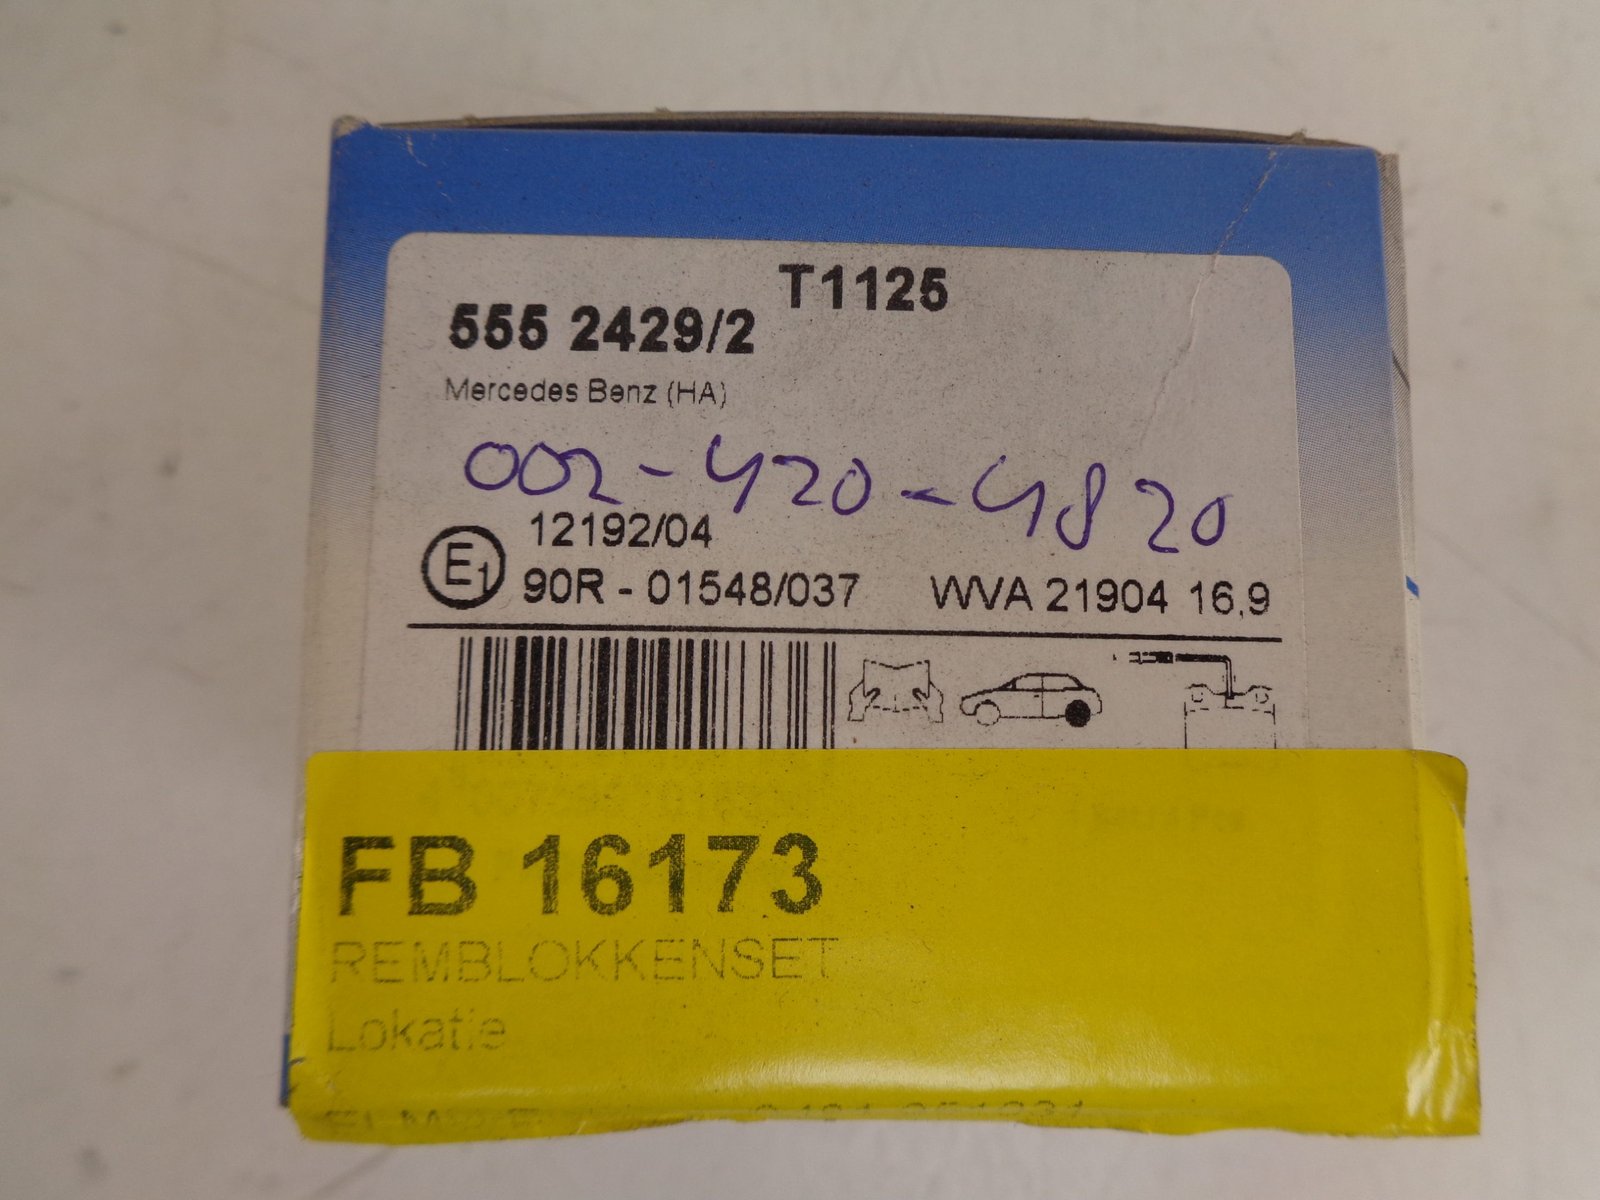 T1125
555 2429/2
Mercedes Benz (HA)
002-420-4820
12192/04
E1 90R - 01548/037 WVA 21904 16,9
FB 16173
REMBLOKKENSET
Lokatie